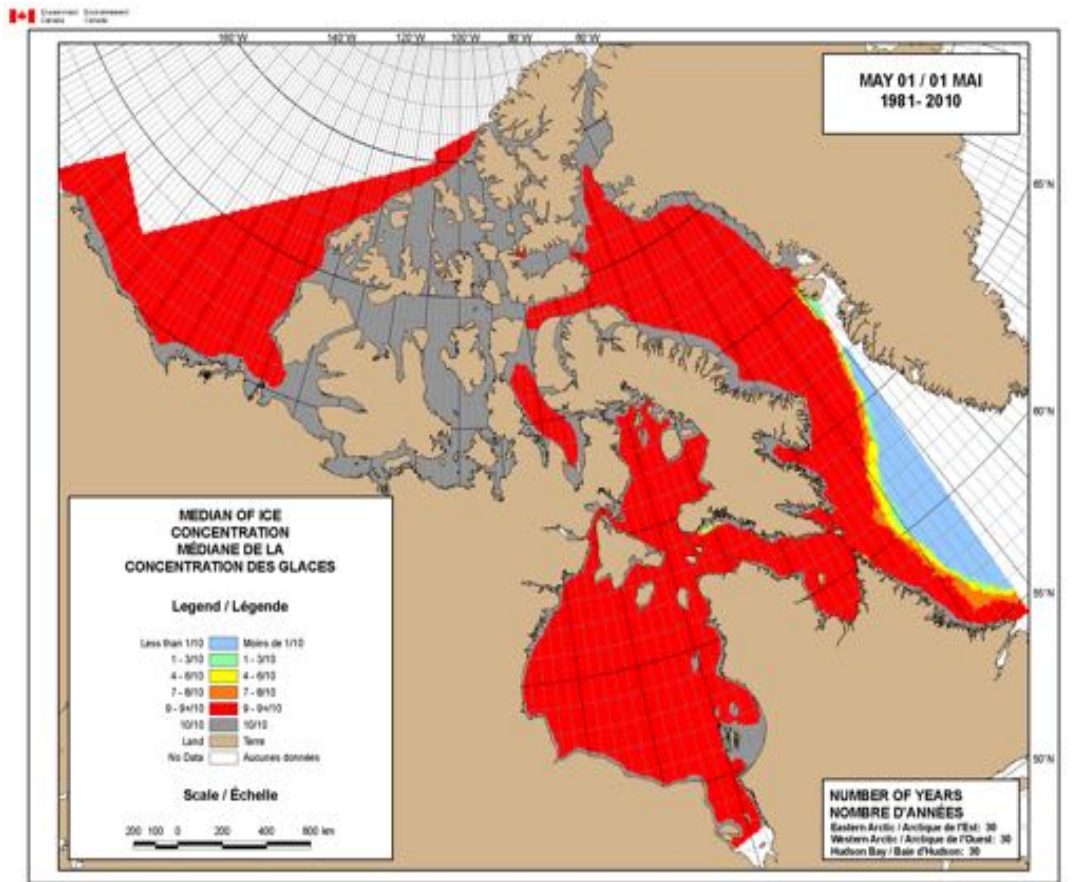 Environment Environnement
Canada Canada
160°W 140°W 120°W 100°W 80°W 60°W
MAY 01 / 01 MAI
1981- 2010
65°N
60°N
55°N
50°N
MEDIAN OF ICE
CONCENTRATION
MÉDIANE DE LA
CONCENTRATION DES GLACES
Legend / Légende
Less than 1/10 Moins de 1/10
1 - 3/10 1 - 3/10
4 - 6/10 4 - 6/10
7 - 8/10 7 - 8/10
9 - 9+/10 9 - 9+/10
10/10 10/10
Land Terre
No Data Aucunes données
Scale / Échelle
200 100 0 200 400 600 km
NUMBER OF YEARS
NOMBRE D'ANNÉES
Eastern Arctic / Arctique de l'Est: 30
Western Arctic / Arctique de l'Ouest: 30
Hudson Bay / Baie d'Hudson: 30